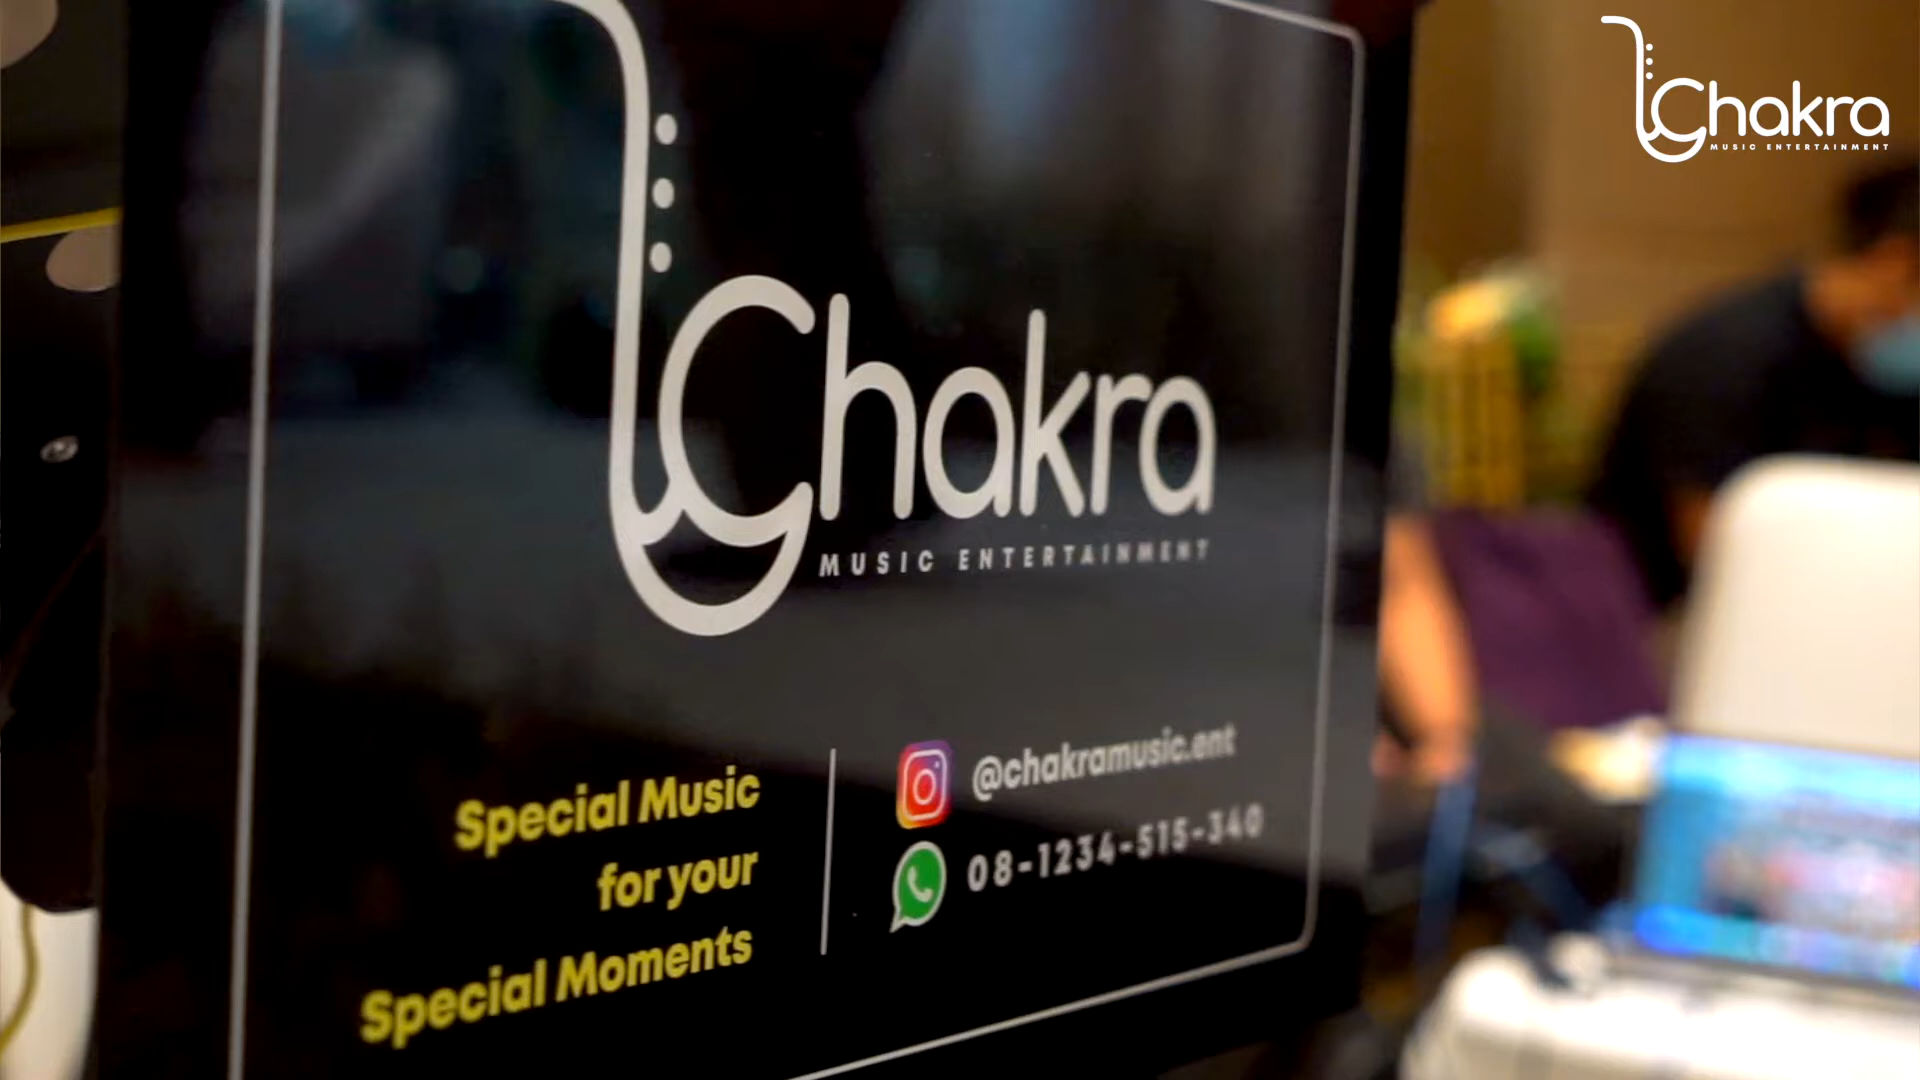 Chakra
MUSIC ENTERTAINMENT
Chakra
MUSIC ENTERTAINMENT
Special Music
for your
Special Moments
@chakramusic.ent
08-1234-515-340